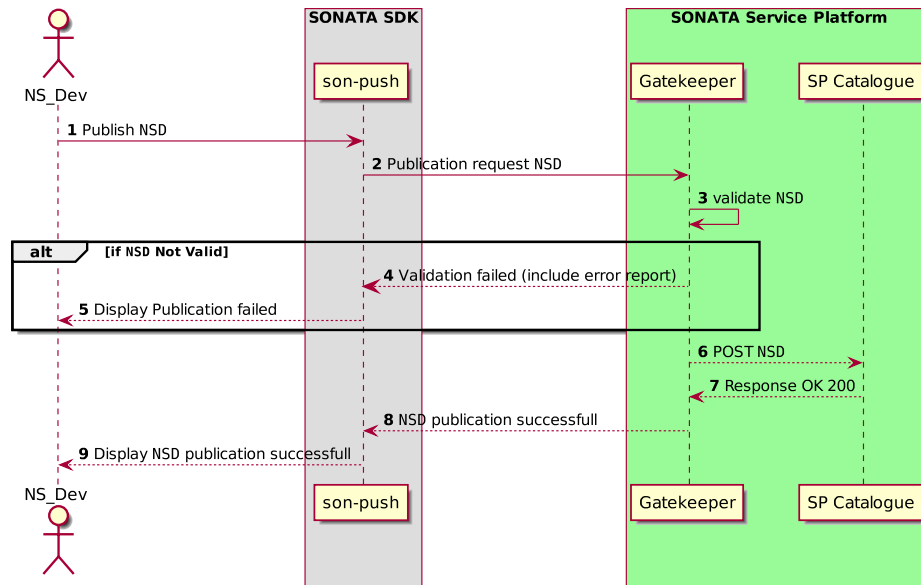 SONATA SDK
SONATA Service Platform
NS_Dev
son-push
Gatekeeper
SP Catalogue
1 Publish NSD
2 Publication request NSD
3 validate NSD
alt
[if NSD Not Valid]
4 Validation failed (include error report)
5 Display Publication failed
6 POST NSD
7 Response OK 200
8 NSD publication successfull
9 Display NSD publication successfull
NS_Dev
son-push
Gatekeeper
SP Catalogue